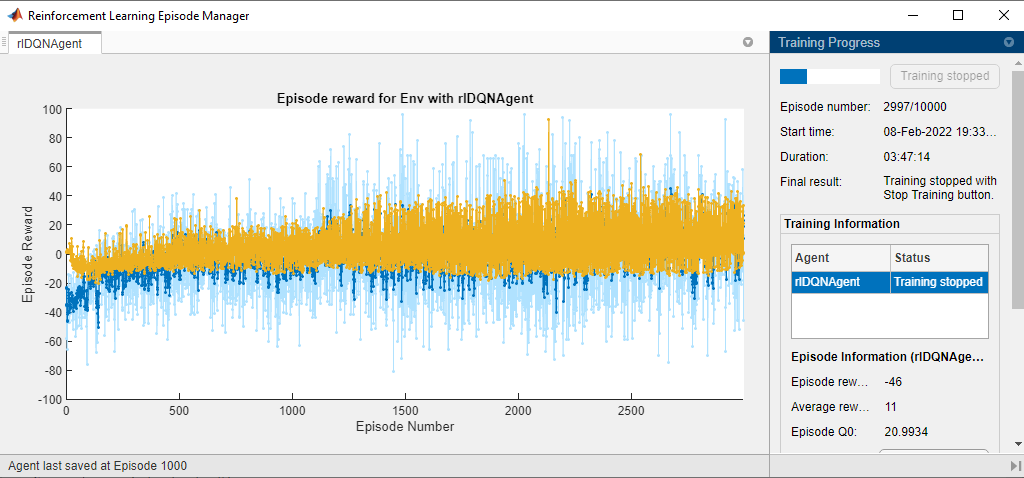 Reinforcement Learning Episode Manager
rlDQNAgent
Episode reward for Env with rlDQNAgent
100
80
60
40
20
0
-20
-40
-60
-80
-100
Episode Reward
0 500 1000 1500 2000 2500
Episode Number
Training Progress
Training stopped
Episode number: 2997/10000
Start time: 08-Feb-2022 19:33...
Duration: 03:47:14
Final result: Training stopped with
Stop Training button.
Training Information
Agent Status
rlDQNAgent Training stopped
Episode Information (rlDQNAge...
Episode rew... -46
Average rew... 11
Episode Q0: 20.9934
Agent last saved at Episode 1000